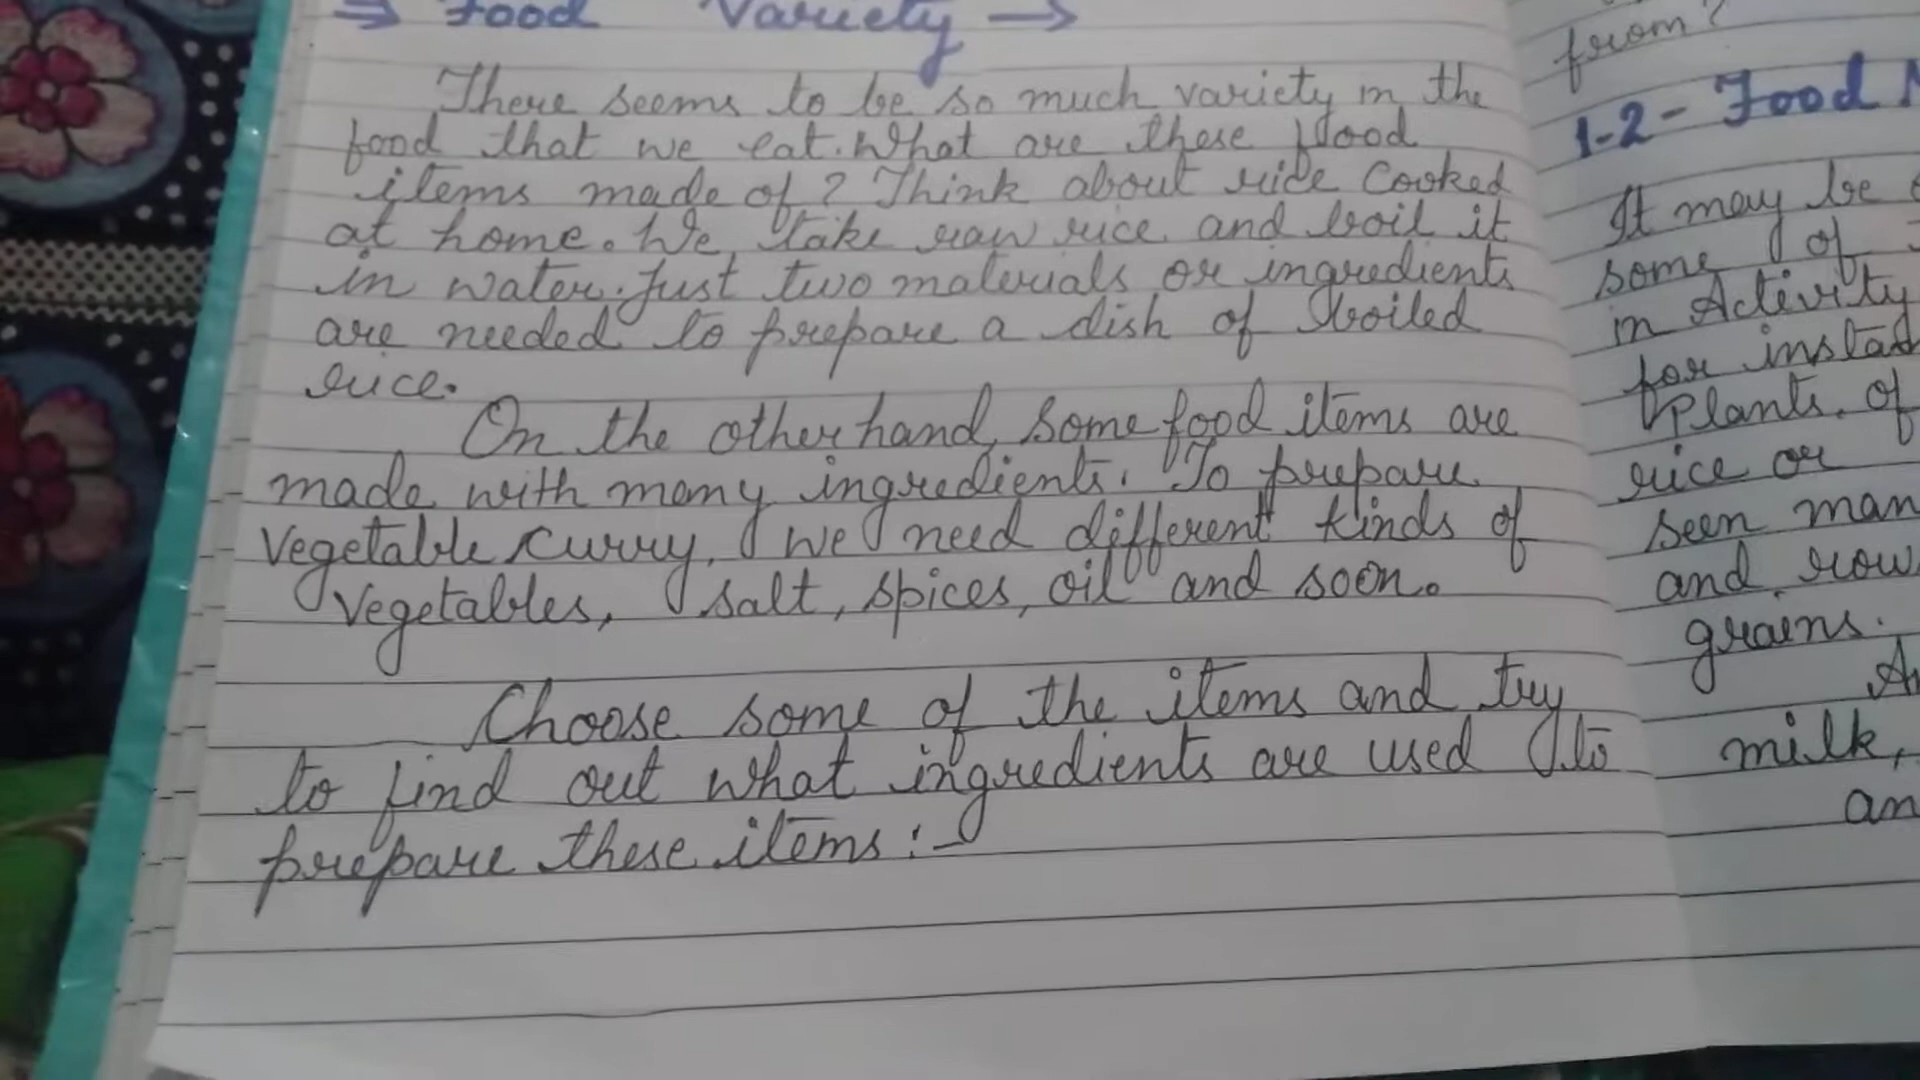 ⇒ Food Variety →
There seems to be so much variety in the
food that we eat. What are these food
items made of? Think about rice cooked
at home. We take raw rice and boil it
in water. Just two materials or ingredients
are needed to prepare a dish of boiled
rice.
On the other hand, some food items are
made with many ingredients. To prepare
vegetable curry, we need different kinds of
vegetables, salt, spices, oil and soon.
Choose some of the items and try
to find out what ingredients are used to
prepare these items :-
from?
1-2- Food
It may be
some of
in Activity
for
Plants. of
rice or
seen man
and row
grains.
milk,
an